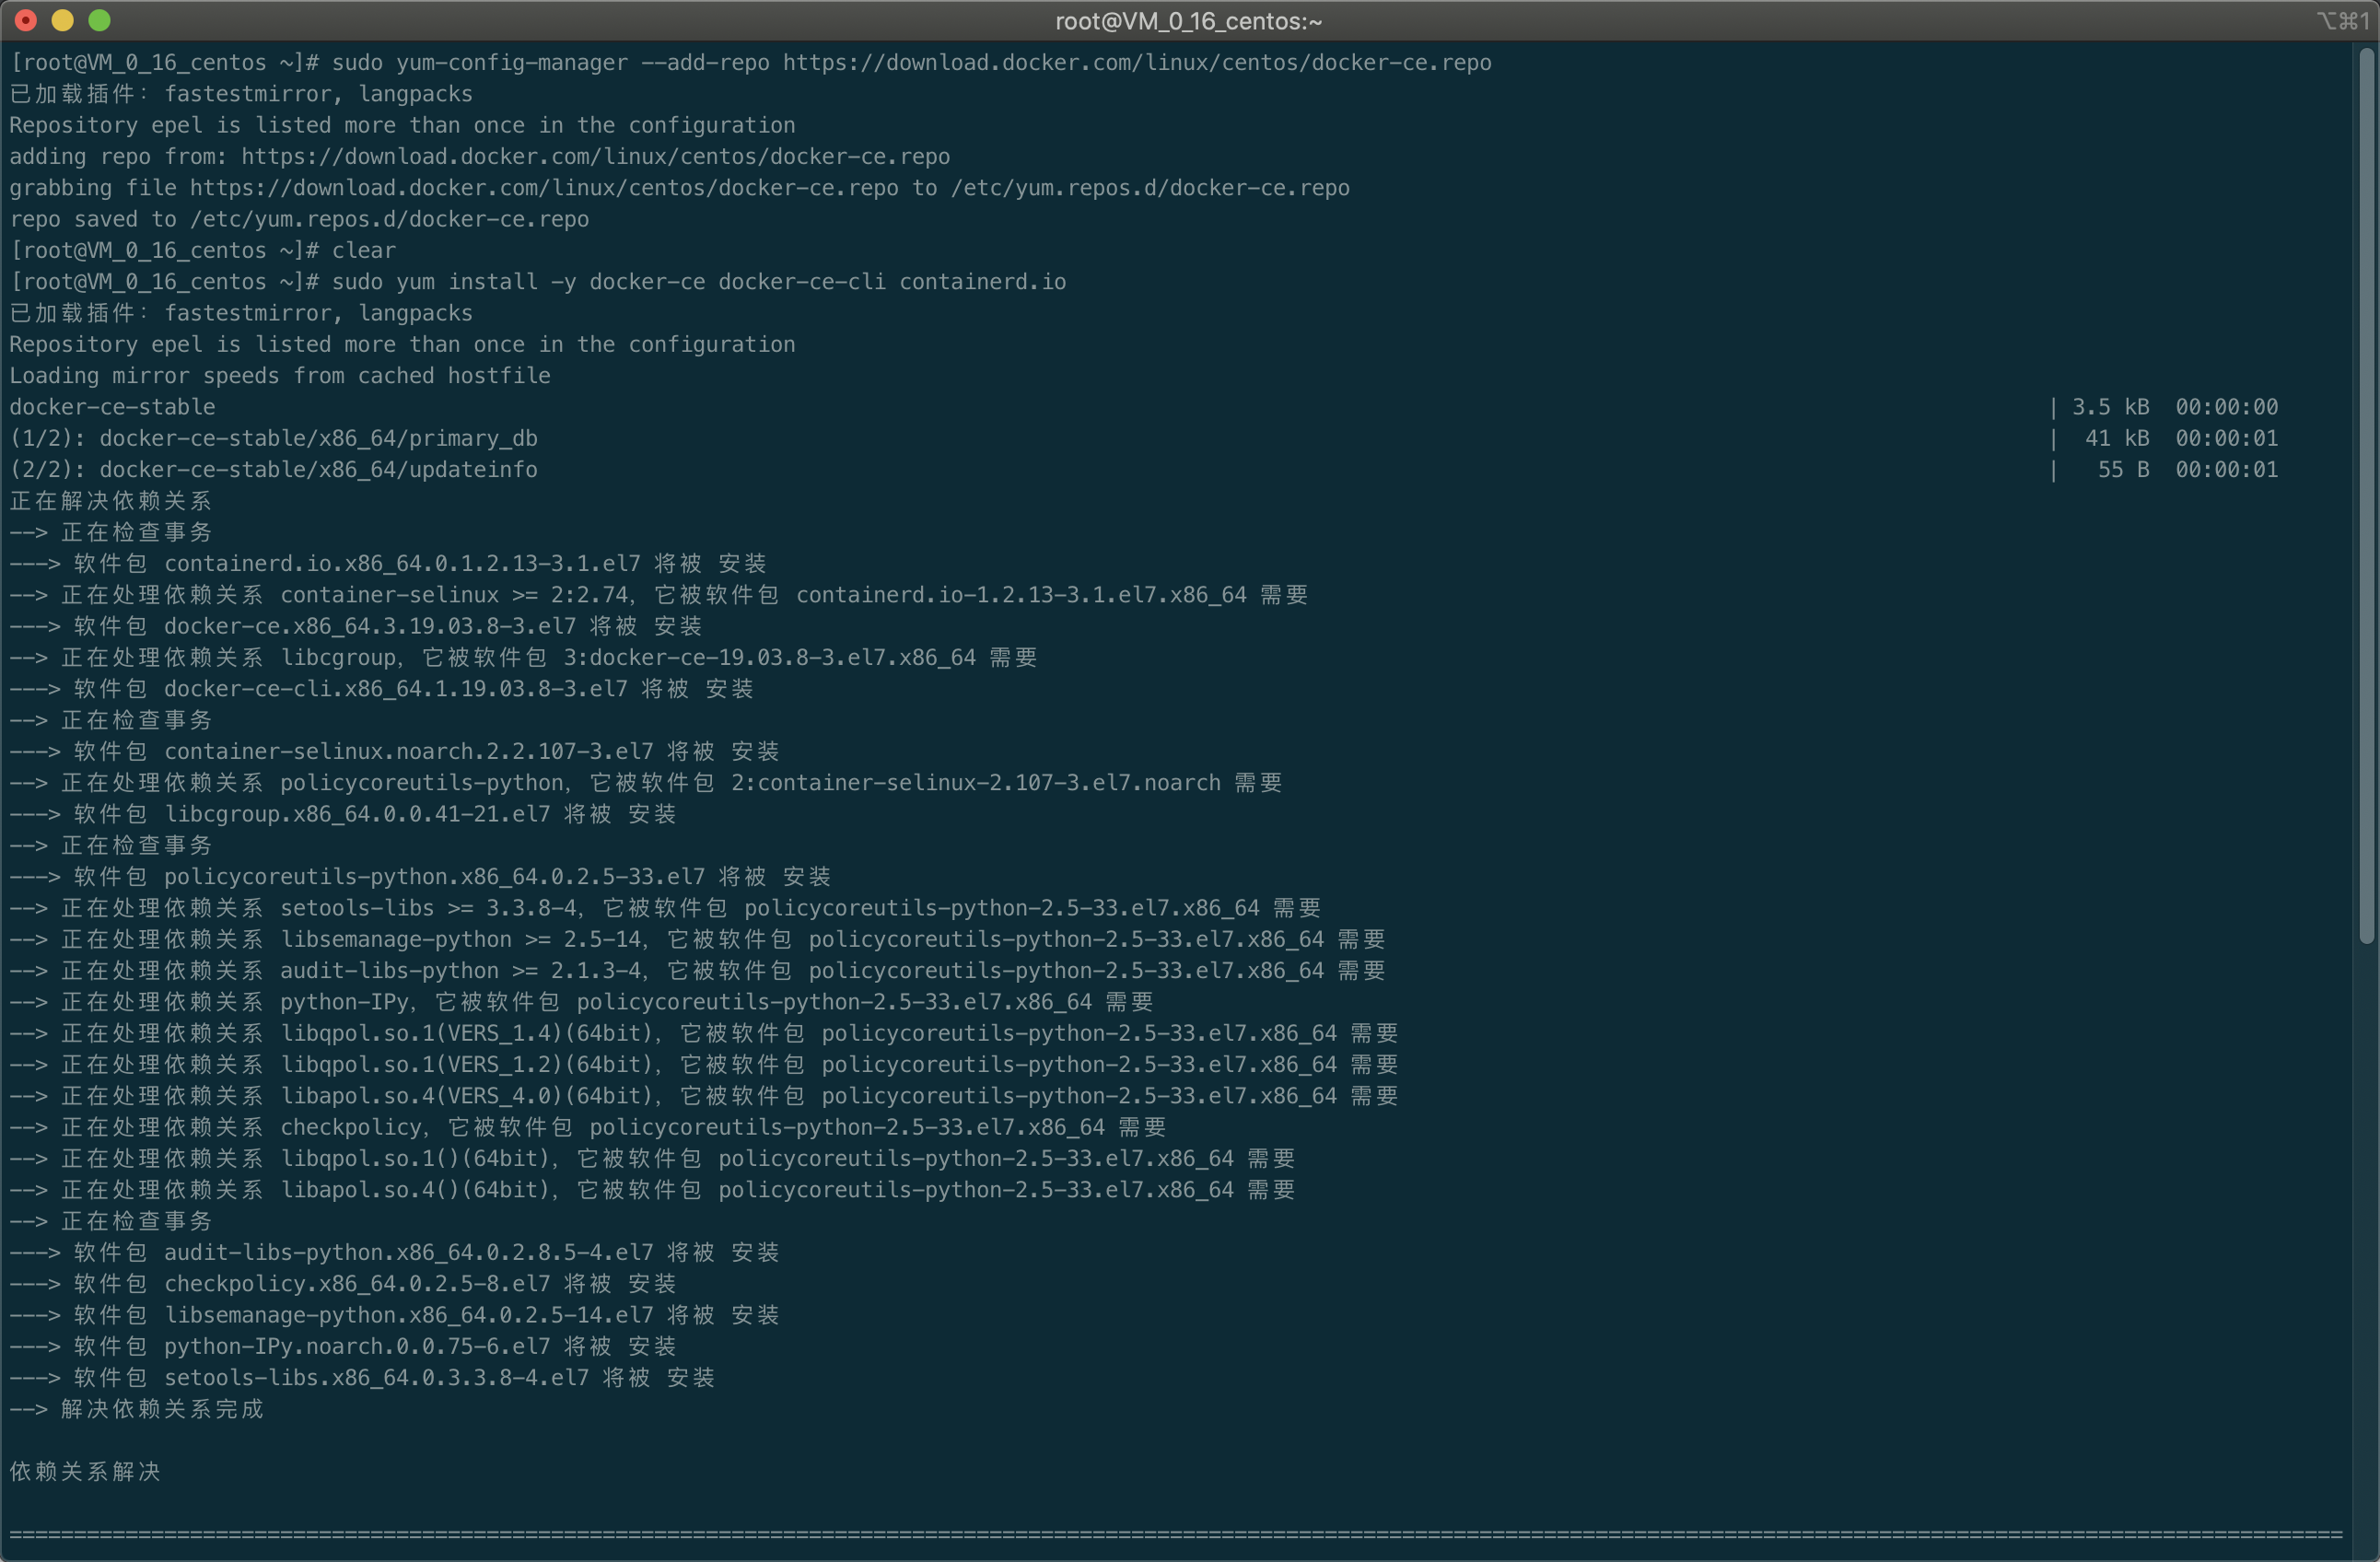 root@VM_0_16_centos:~
⌥⌘1
[root@VM_0_16_centos ~]# sudo yum-config-manager --add-repo https://download.docker.com/linux/centos/docker-ce.repo
已加载插件：fastestmirror, langpacks
Repository epel is listed more than once in the configuration
adding repo from: https://download.docker.com/linux/centos/docker-ce.repo
grabbing file https://download.docker.com/linux/centos/docker-ce.repo to /etc/yum.repos.d/docker-ce.repo
repo saved to /etc/yum.repos.d/docker-ce.repo
[root@VM_0_16_centos ~]# clear
[root@VM_0_16_centos ~]# sudo yum install -y docker-ce docker-ce-cli containerd.io
已加载插件：fastestmirror, langpacks
Repository epel is listed more than once in the configuration
Loading mirror speeds from cached hostfile
docker-ce-stable | 3.5 kB 00:00:00
(1/2): docker-ce-stable/x86_64/primary_db | 41 kB 00:00:01
(2/2): docker-ce-stable/x86_64/updateinfo | 55 B 00:00:01
正在解决依赖关系
--> 正在检查事务
---> 软件包 containerd.io.x86_64.0.1.2.13-3.1.el7 将被 安装
--> 正在处理依赖关系 container-selinux >= 2:2.74，它被软件包 containerd.io-1.2.13-3.1.el7.x86_64 需要
---> 软件包 docker-ce.x86_64.3.19.03.8-3.el7 将被 安装
--> 正在处理依赖关系 libcgroup，它被软件包 3:docker-ce-19.03.8-3.el7.x86_64 需要
---> 软件包 docker-ce-cli.x86_64.1.19.03.8-3.el7 将被 安装
--> 正在检查事务
---> 软件包 container-selinux.noarch.2.2.107-3.el7 将被 安装
--> 正在处理依赖关系 policycoreutils-python，它被软件包 2:container-selinux-2.107-3.el7.noarch 需要
---> 软件包 libcgroup.x86_64.0.0.41-21.el7 将被 安装
--> 正在检查事务
---> 软件包 policycoreutils-python.x86_64.0.2.5-33.el7 将被 安装
--> 正在处理依赖关系 setools-libs >= 3.3.8-4，它被软件包 policycoreutils-python-2.5-33.el7.x86_64 需要
--> 正在处理依赖关系 libsemanage-python >= 2.5-14，它被软件包 policycoreutils-python-2.5-33.el7.x86_64 需要
--> 正在处理依赖关系 audit-libs-python >= 2.1.3-4，它被软件包 policycoreutils-python-2.5-33.el7.x86_64 需要
--> 正在处理依赖关系 python-IPy，它被软件包 policycoreutils-python-2.5-33.el7.x86_64 需要
--> 正在处理依赖关系 libqpol.so.1(VERS_1.4)(64bit)，它被软件包 policycoreutils-python-2.5-33.el7.x86_64 需要
--> 正在处理依赖关系 libqpol.so.1(VERS_1.2)(64bit)，它被软件包 policycoreutils-python-2.5-33.el7.x86_64 需要
--> 正在处理依赖关系 libapol.so.4(VERS_4.0)(64bit)，它被软件包 policycoreutils-python-2.5-33.el7.x86_64 需要
--> 正在处理依赖关系 checkpolicy，它被软件包 policycoreutils-python-2.5-33.el7.x86_64 需要
--> 正在处理依赖关系 libqpol.so.1()(64bit)，它被软件包 policycoreutils-python-2.5-33.el7.x86_64 需要
--> 正在处理依赖关系 libapol.so.4()(64bit)，它被软件包 policycoreutils-python-2.5-33.el7.x86_64 需要
--> 正在检查事务
---> 软件包 audit-libs-python.x86_64.0.2.8.5-4.el7 将被 安装
---> 软件包 checkpolicy.x86_64.0.2.5-8.el7 将被 安装
---> 软件包 libsemanage-python.x86_64.0.2.5-14.el7 将被 安装
---> 软件包 python-IPy.noarch.0.0.75-6.el7 将被 安装
---> 软件包 setools-libs.x86_64.0.3.3.8-4.el7 将被 安装
--> 解决依赖关系完成
依赖关系解决